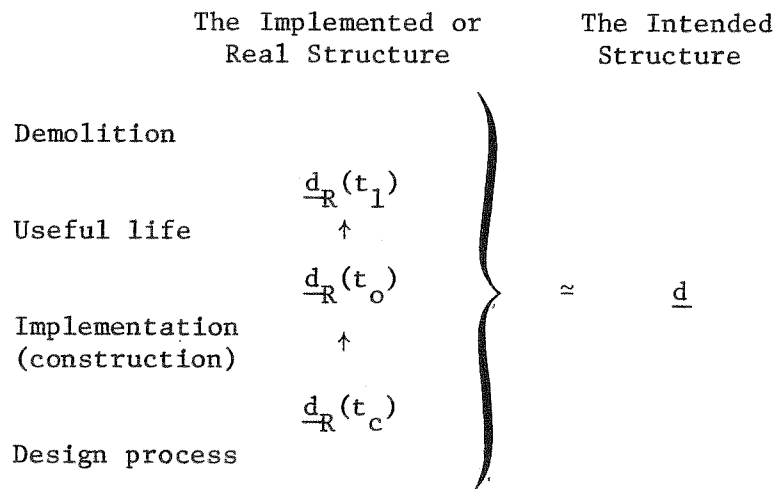 The Implemented or The Intended
Real Structure Structure
Demolition
d_R(t_1)
Useful life
↑
d_R(t_o)
≃ d
Implementation
(construction)
↑
d_R(t_c)
Design process